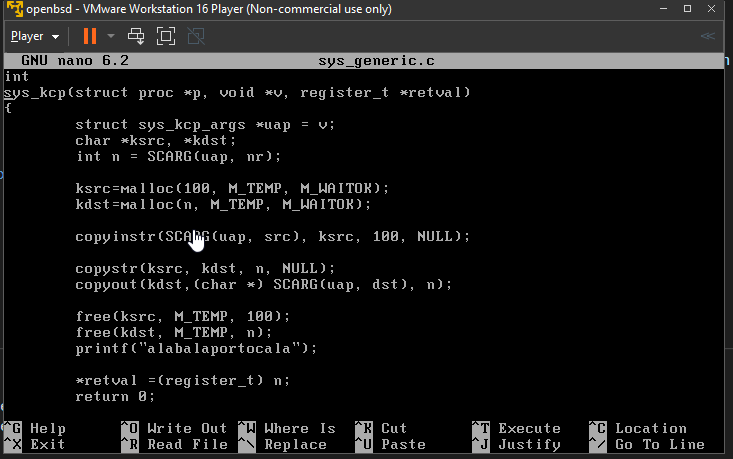 openbsd - VMware Workstation 16 Player (Non-commercial use only)
Player
GNU nano 6.2 sys_generic.c
int
sys_kcp(struct proc *p, void *v, register_t *retval)
{
struct sys_kcp_args *uap = v;
char *ksrc, *kdst;
int n = SCARG(uap, nr);
ksrc=malloc(100, M_TEMP, M_WAITOK);
kdst=malloc(n, M_TEMP, M_WAITOK);
copyinstr(SCARG(uap, src), ksrc, 100, NULL);
copystr(ksrc, kdst, n, NULL);
copyout(kdst,(char *) SCARG(uap, dst), n);
free(ksrc, M_TEMP, 100);
free(kdst, M_TEMP, n);
printf("alabalaportocala");
*retval =(register_t) n;
return 0;
^G Help ^O Write Out ^W Where Is ^K Cut ^T Execute ^C Location
^X Exit ^R Read File ^\ Replace ^U Paste ^J Justify ^/ Go To Line